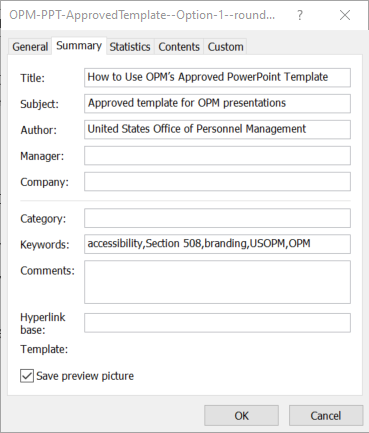 OPM-PPT-ApprovedTemplate--Option-1--round...
General Summary Statistics Contents Custom
Title: How to Use OPM's Approved PowerPoint Template
Subject: Approved template for OPM presentations
Author: United States Office of Personnel Management
Manager:
Company:
Category:
Keywords: accessibility,Section 508,branding,USOPM,OPM
Comments:
Hyperlink
base:
Template:
Save preview picture
OK Cancel